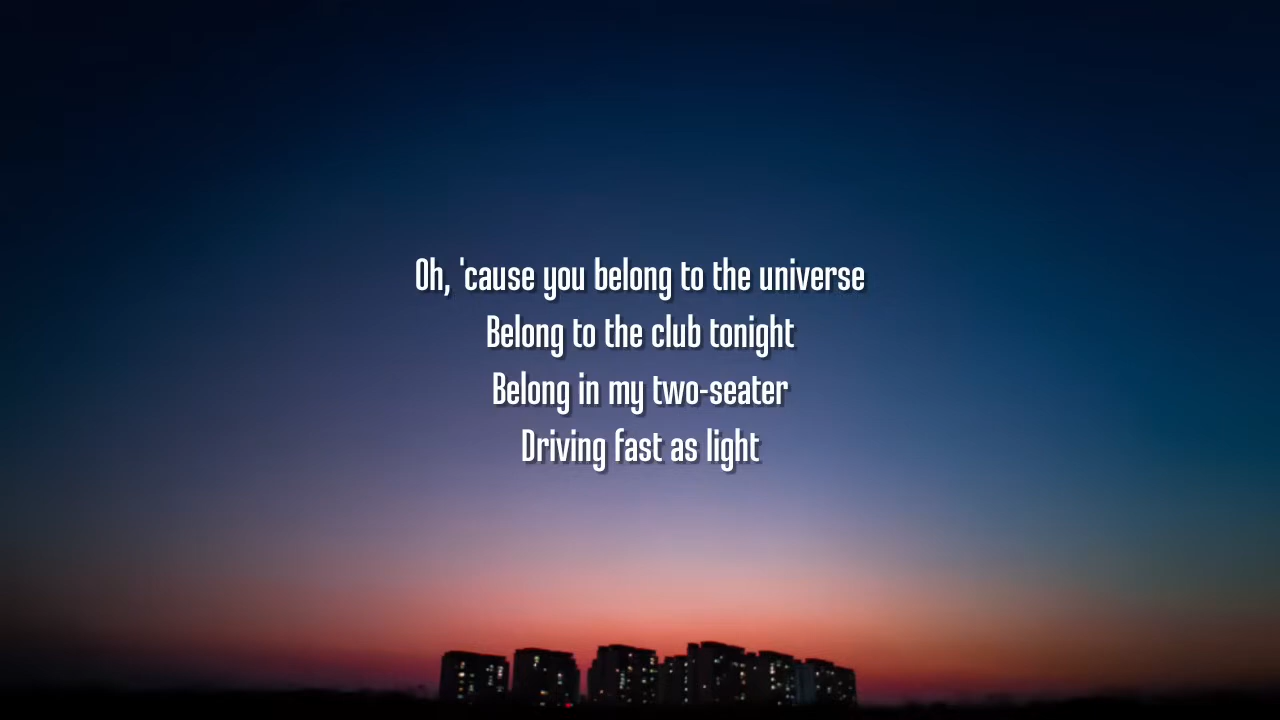 Oh, 'cause you belong to the universe
Belong to the club tonight
Belong in my two-seater
Driving fast as light